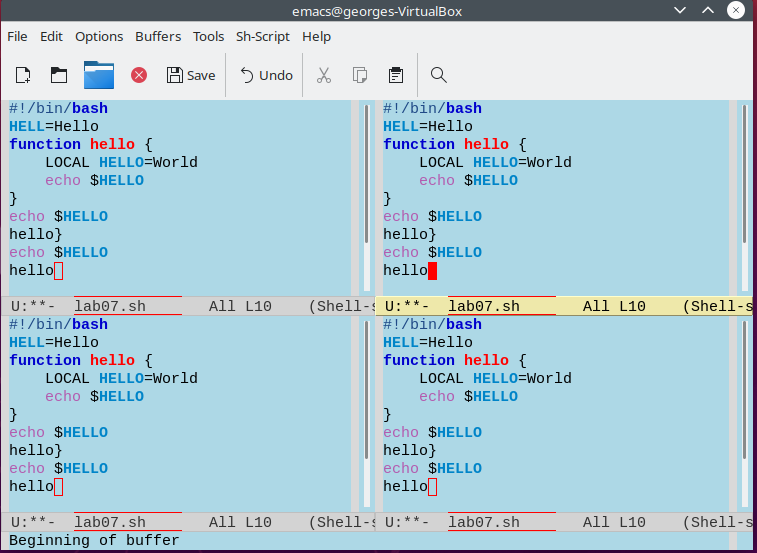 emacs@georges-VirtualBox
File Edit Options Buffers Tools Sh-Script Help
Save Undo
#!/bin/bash
HELL=Hello
function hello {
    LOCAL HELLO=World
    echo $HELLO
}
echo $HELLO
hello}
echo $HELLO
hello
U:**- lab07.sh All L10 (Shell-s
#!/bin/bash
HELL=Hello
function hello {
    LOCAL HELLO=World
    echo $HELLO
}
echo $HELLO
hello}
echo $HELLO
hello
U:**- lab07.sh All L10 (Shell-s
#!/bin/bash
HELL=Hello
function hello {
    LOCAL HELLO=World
    echo $HELLO
}
echo $HELLO
hello}
echo $HELLO
hello
U:**- lab07.sh All L10 (Shell-s
#!/bin/bash
HELL=Hello
function hello {
    LOCAL HELLO=World
    echo $HELLO
}
echo $HELLO
hello}
echo $HELLO
hello
U:**- lab07.sh All L10 (Shell-s
Beginning of buffer